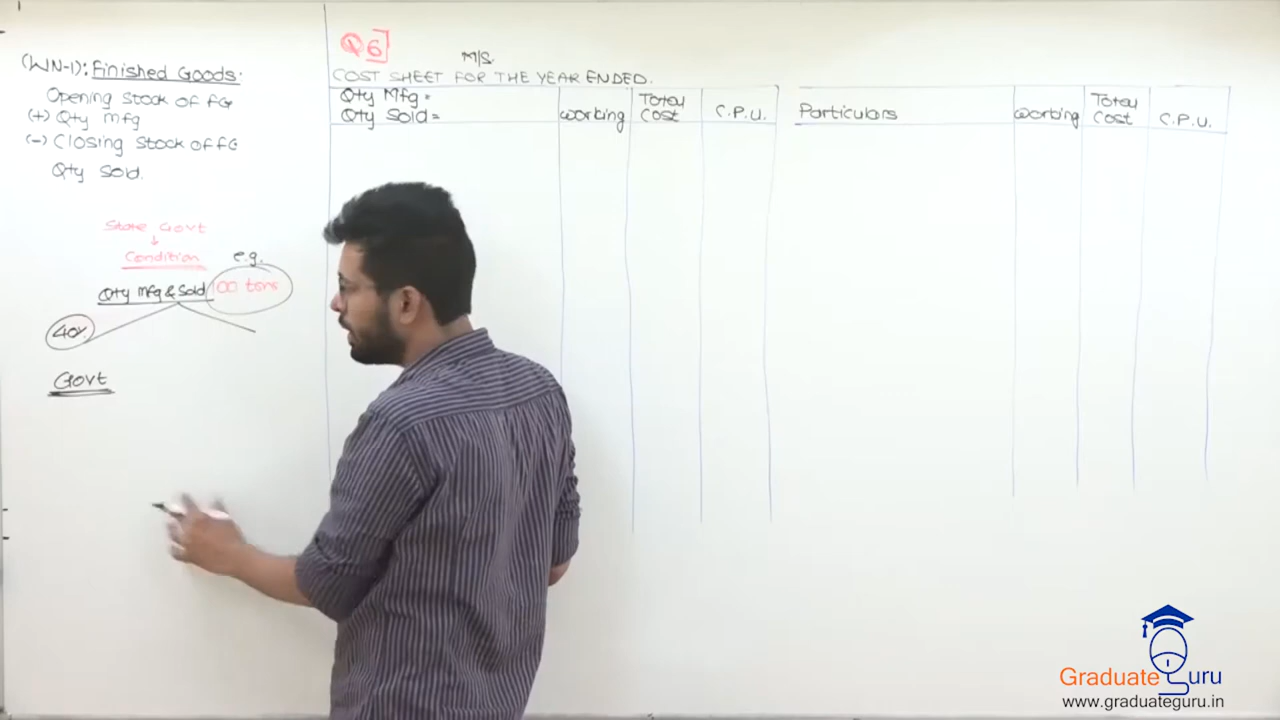 (WN-1): Finished Goods:
Opening Stock of FG
(+) Qty mfg
(-) Closing Stock of FG
Qty Sold.
State Govt
↓
Condition
e.g.
Qty Mfg & Sold 100 tons
40%
Govt
Q6]
M/S.
COST SHEET FOR THE YEAR ENDED.
Qty Mfg =
Qty Sold =
working
Total Cost
C.P.U.
Particulars
working
Total Cost
C.P.U.
Graduate Guru
www.graduateguru.in